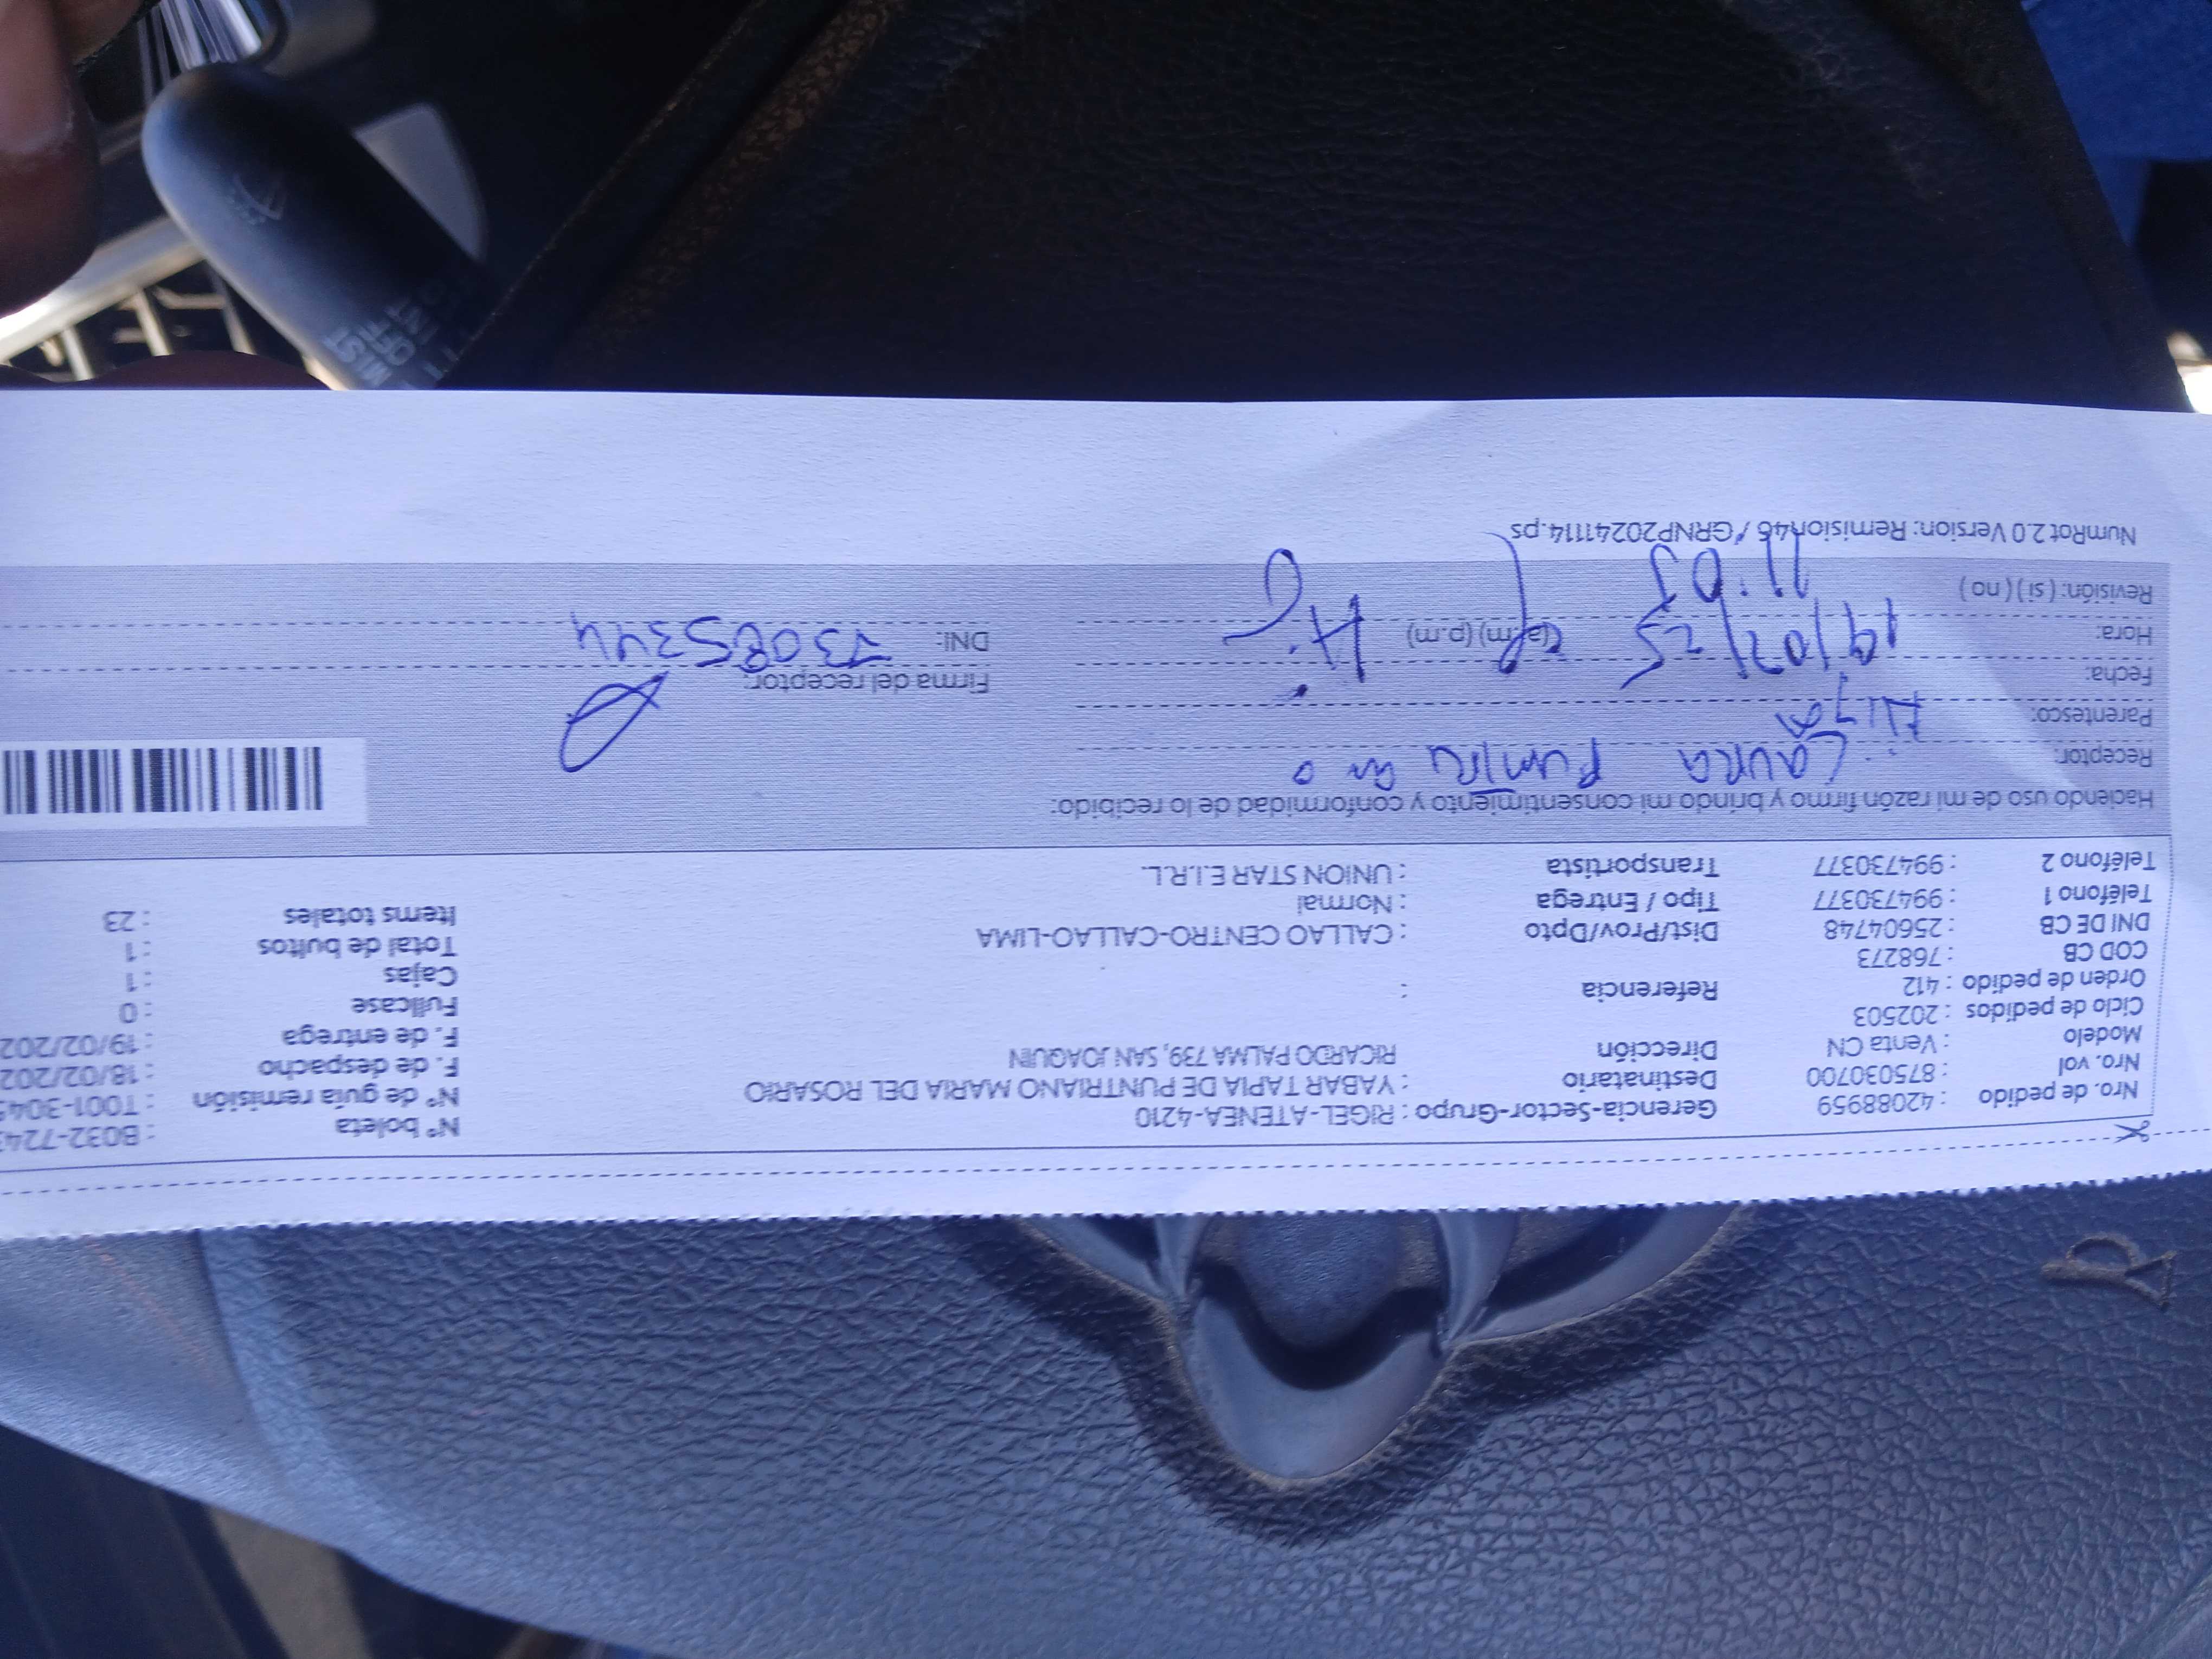 Nro. de pedido : 42088959 Gerencia-Sector-Grupo : RIGEL-ATENEA-4210 N° boleta : B032-724
Nro. vol : 875030700 Destinatario : YABAR TAPIA DE PUNTRIANO MARIA DEL ROSARIO N° de guía remisión : T001-304
Modelo : Venta CN Dirección RICARDO PALMA 739, SAN JOAQUIN F. de despacho : 18/02/202
Ciclo de pedidos : 202503 F. de entrega : 19/02/202
Orden de pedido : 412 Referencia : Fullcase : 0
COD CB : 768273 Cajas : 1
DNI DE CB : 25604748 Dist/Prov/Dpto : CALLAO CENTRO-CALLAO-LIMA Total de bultos : 1
Teléfono 1 : 994730377 Tipo / Entrega : Normal Items totales : 23
Teléfono 2 : 994730377 Transportista : UNION STAR E.I.R.L.
Haciendo uso de mi razón firmo y brindo mi consentimiento y conformidad de lo recibido:
Receptor: Laura
Parentesco: Hija
Fecha: 19/02/25 Firma del receptor:
Hora: 11:05 (a.m) (p.m) DNI: 73085344
Revisión: ( si ) ( no )
NumRot 2.0 Version: Remision46 / GRNP20241114.ps